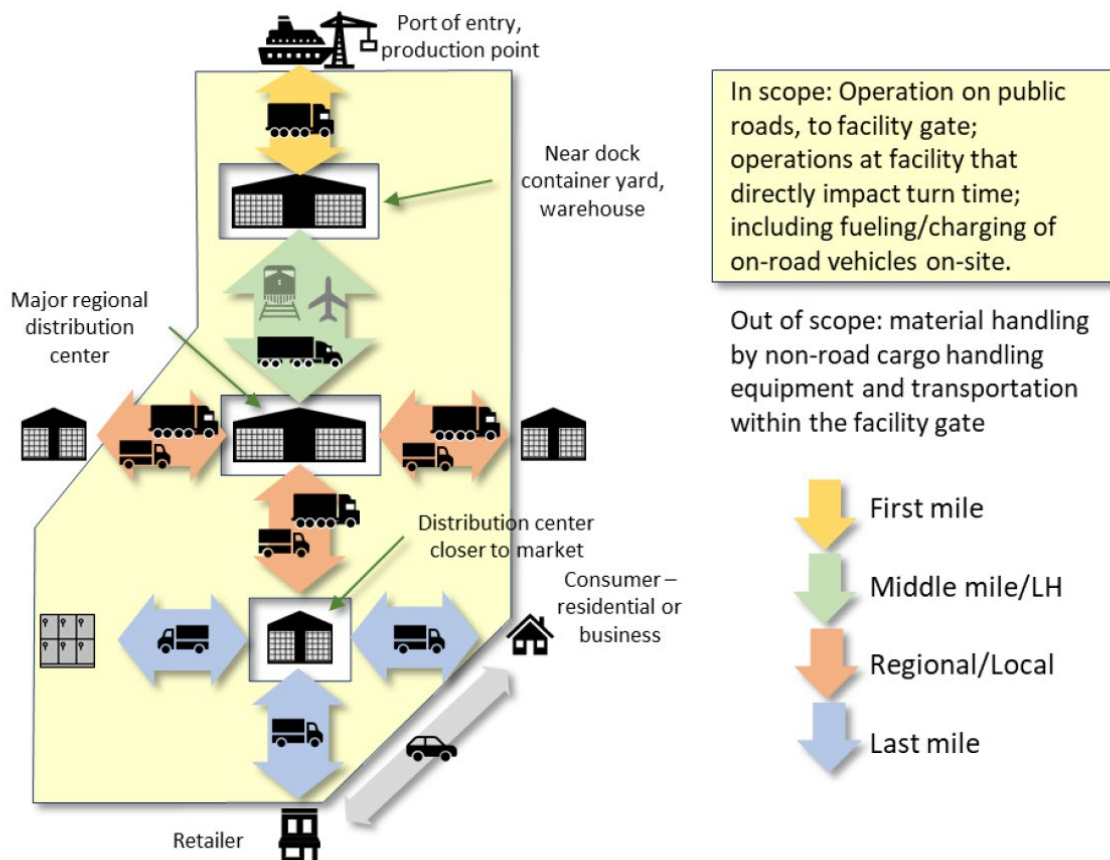 Port of entry,
production point
In scope: Operation on public
roads, to facility gate;
operations at facility that
directly impact turn time;
including fueling/charging of
on-road vehicles on-site.
Near dock
container yard,
warehouse
Major regional
distribution
center
Out of scope: material handling
by non-road cargo handling
equipment and transportation
within the facility gate
Distribution center
closer to market
Consumer –
residential or
business
Retailer
First mile
Middle mile/LH
Regional/Local
Last mile